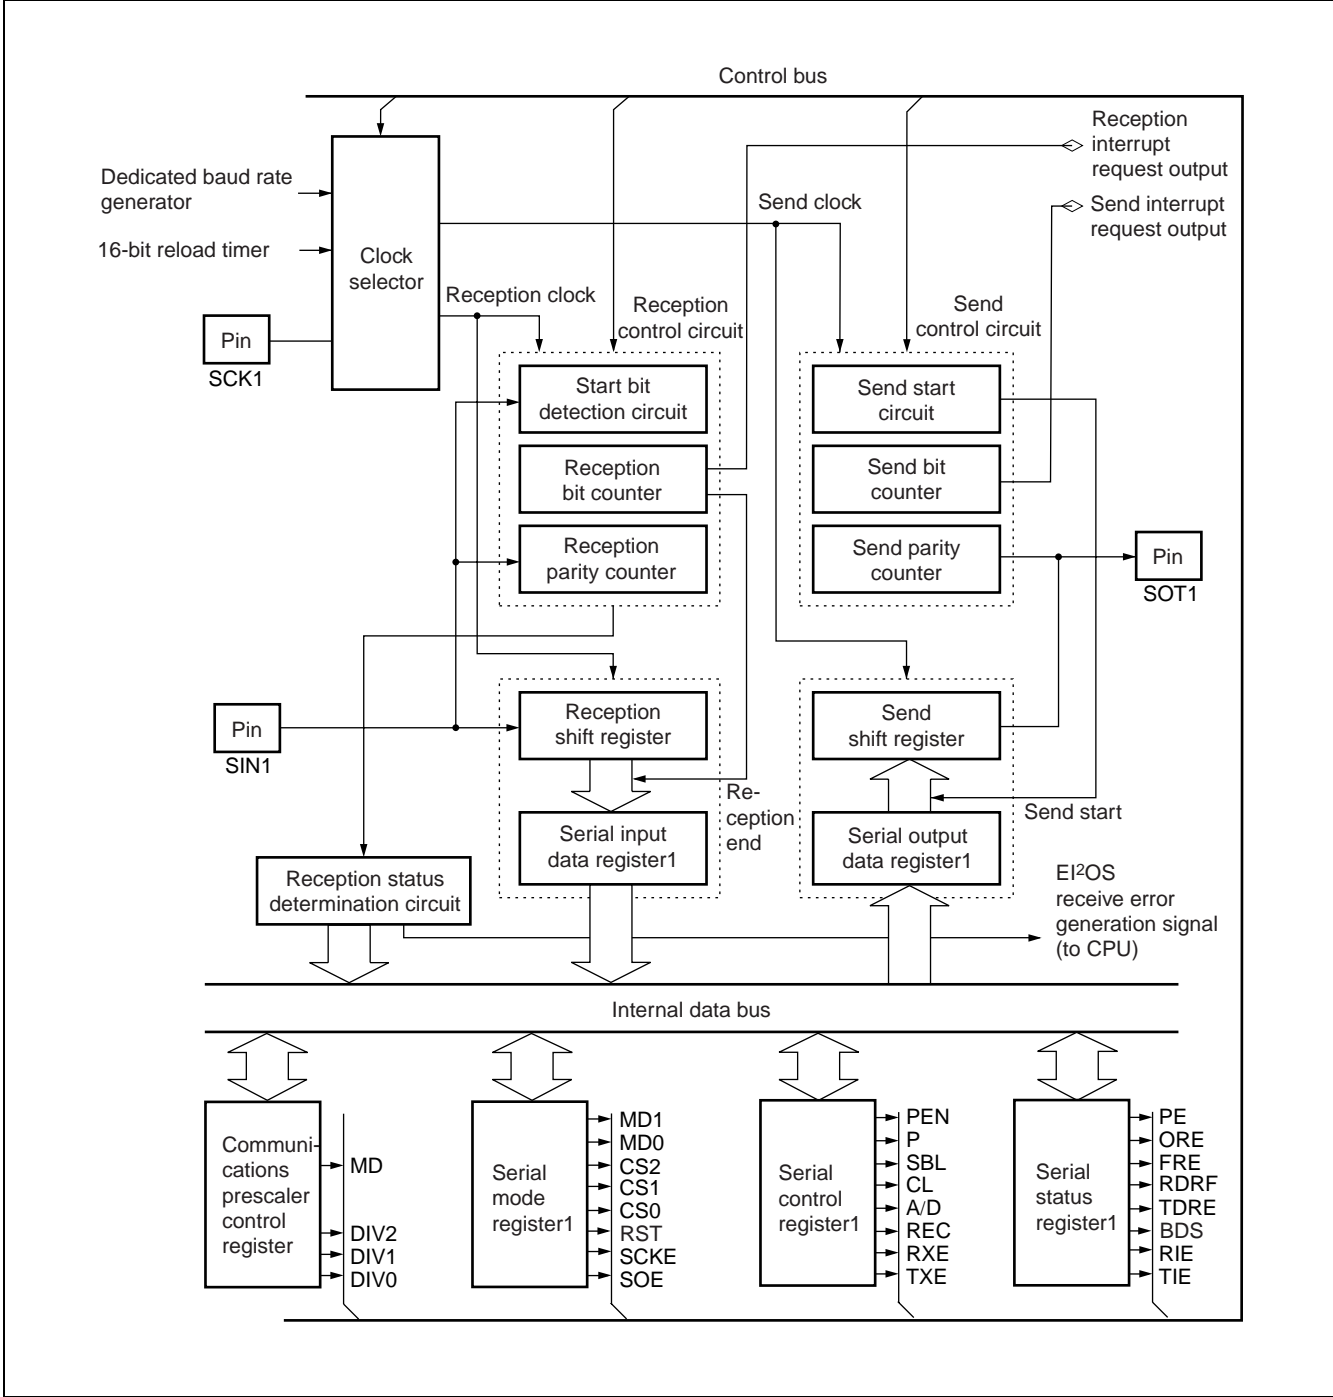 Control bus
Reception
interrupt
request output
Dedicated baud rate
generator
Send clock
Send interrupt
request output
16-bit reload timer
Clock
selector
Reception clock
Reception
control circuit
Send
control circuit
Pin
SCK1
Start bit
detection circuit
Send start
circuit
Reception
bit counter
Send bit
counter
Reception
parity counter
Send parity
counter
Pin
SOT1
Pin
SIN1
Reception
shift register
Send
shift register
Re-
ception
end
Send start
Serial input
data register1
Serial output
data register1
Reception status
determination circuit
EI2OS
receive error
generation signal
(to CPU)
Internal data bus
Communi-
cations
prescaler
control
register
MD
DIV2
DIV1
DIV0
Serial
mode
register1
MD1
MD0
CS2
CS1
CS0
RST
SCKE
SOE
Serial
control
register1
PEN
P
SBL
CL
A/D
REC
RXE
TXE
Serial
status
register1
PE
ORE
FRE
RDRF
TDRE
BDS
RIE
TIE